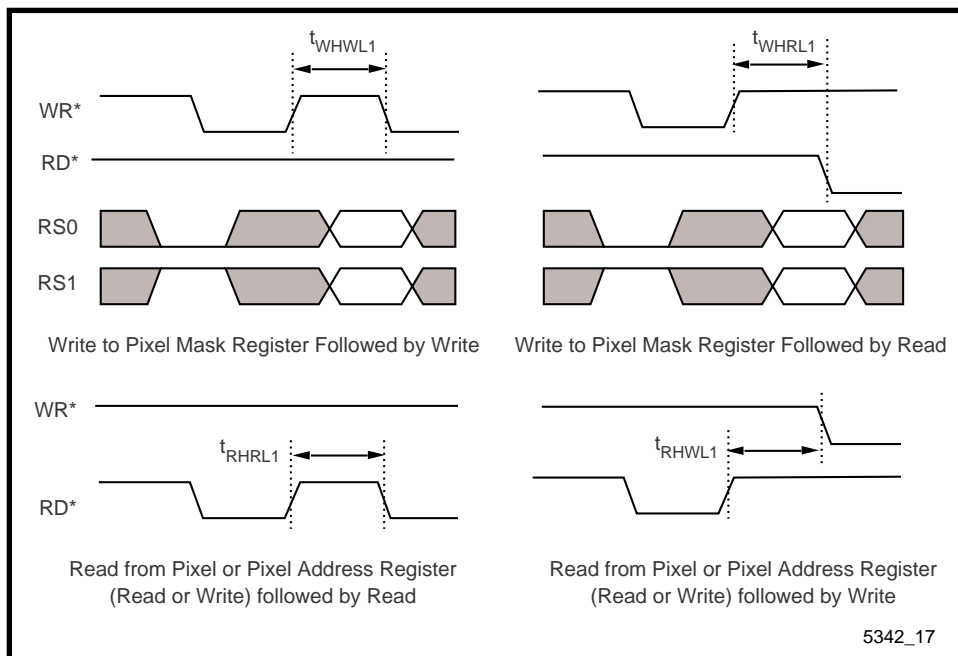 tWHWL1
tWHRL1
WR*
RD*
RS0
RS1
Write to Pixel Mask Register Followed by Write
Write to Pixel Mask Register Followed by Read
WR*
tRHRL1
tRHWL1
RD*
Read from Pixel or Pixel Address Register
(Read or Write) followed by Read
Read from Pixel or Pixel Address Register
(Read or Write) followed by Write
5342_17